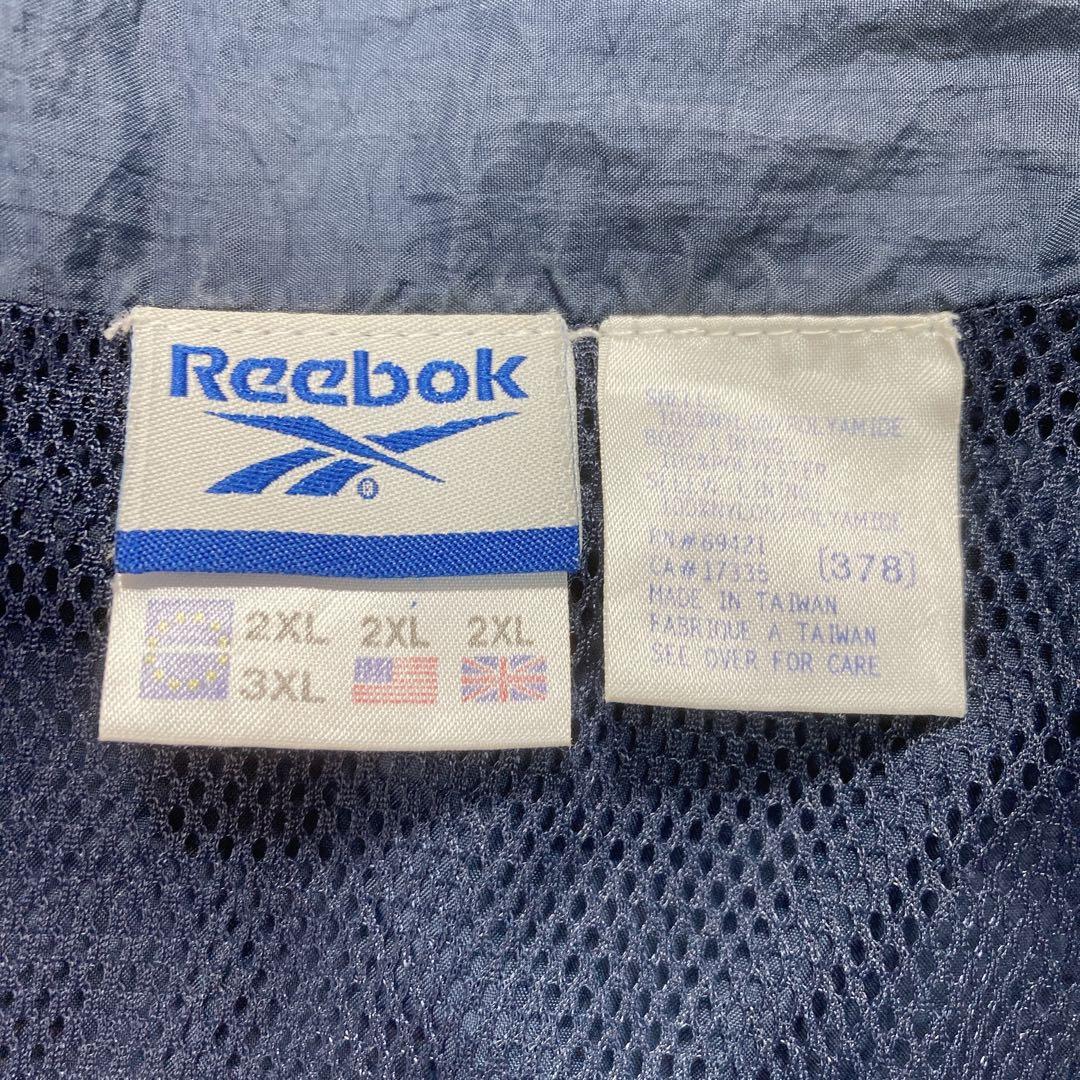 Reebok
®
2XL 2XL 2XL
3XL
SHELL
100%NYLON/POLYAMIDE
BODY LINING
100%POLYESTER
SLEEVE LINING
100%NYLON/POLYAMIDE
RN#69421
CA#17335 [378]
MADE IN TAIWAN
FABRIQUE A TAIWAN
SEE OVER FOR CARE